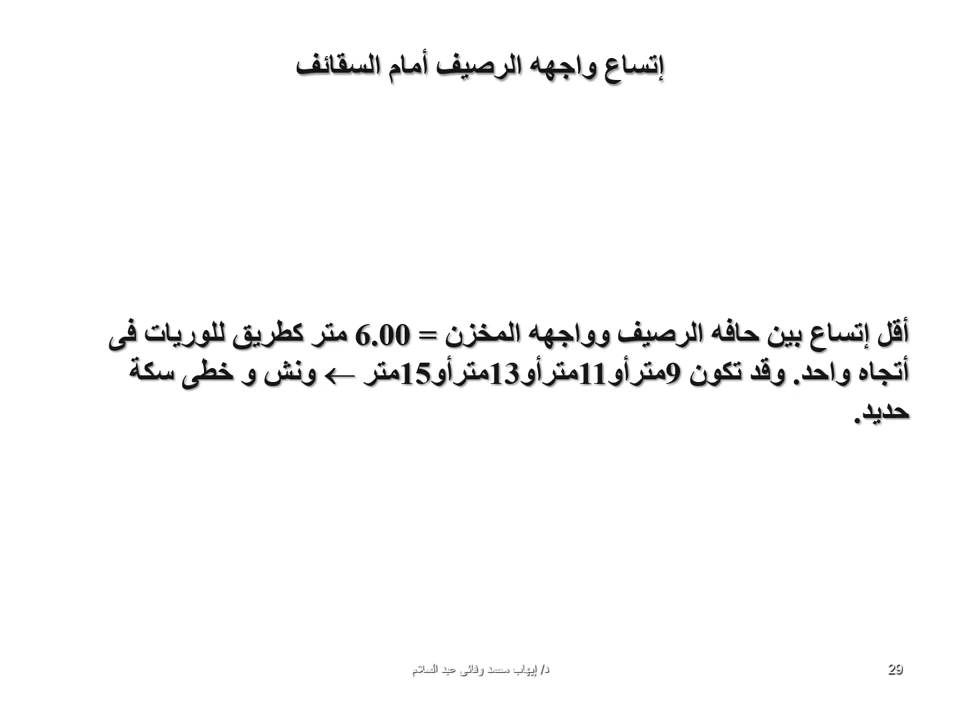 إتساع واجهه الرصيف أمام السقائف
أقل إتساع بين حافه الرصيف وواجهه المخزن = 6.00 متر كطريق للوريات فى
أتجاه واحد. وقد تكون 9مترأو11مترأو13مترأو15متر ← ونش و خطى سكة
حديد.
د/ إيهاب محمد وفائى عبد السلام
29